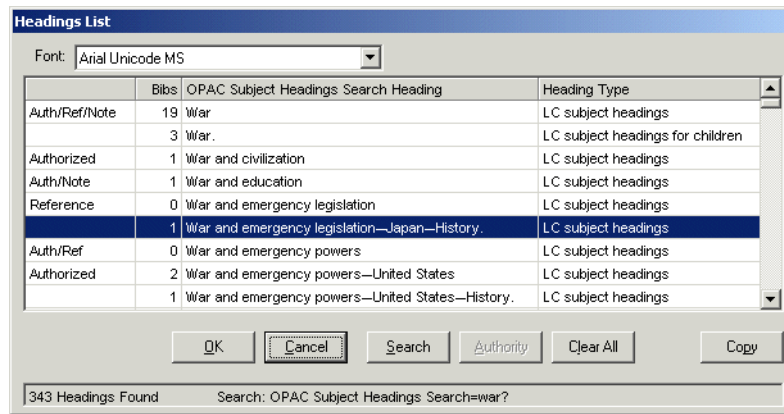 Headings List
Font: Arial Unicode MS
Bibs OPAC Subject Headings Search Heading Heading Type
Auth/Ref/Note 19 War LC subject headings
3 War. LC subject headings for children
Authorized 1 War and civilization LC subject headings
Auth/Note 1 War and education LC subject headings
Reference 0 War and emergency legislation LC subject headings
1 War and emergency legislation—Japan—History. LC subject headings
Auth/Ref 0 War and emergency powers LC subject headings
Authorized 2 War and emergency powers—United States LC subject headings
1 War and emergency powers—United States—History. LC subject headings
OK Cancel Search Authority Clear All Copy
343 Headings Found Search: OPAC Subject Headings Search=war?